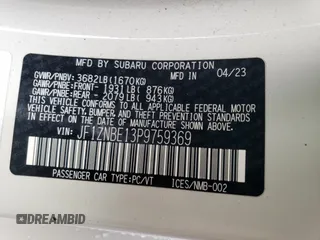 MFD BY SUBARU CORPORATION 04/23
GVWR/PNBV: 3682LB(1670KG)
GAWR/PNBE:FRONT- 1931LB( 876KG)
GAWR/PNBE:REAR - 2079LB( 943KG)
THIS VEHICLE CONFORMS TO ALL APPLICABLE
FEDERAL MOTOR VEHICLE
SAFETY, BUMPER, AND THEFT PREVENTION
STANDARDS IN EFFECT ON THE DATE OF
MANUFACTURE SHOWN ABOVE.
VIN: JF1ZNBE13P9759369
PASSENGER CAR TYPE:PC/VT ICES/NMB-002
© DREAMBID